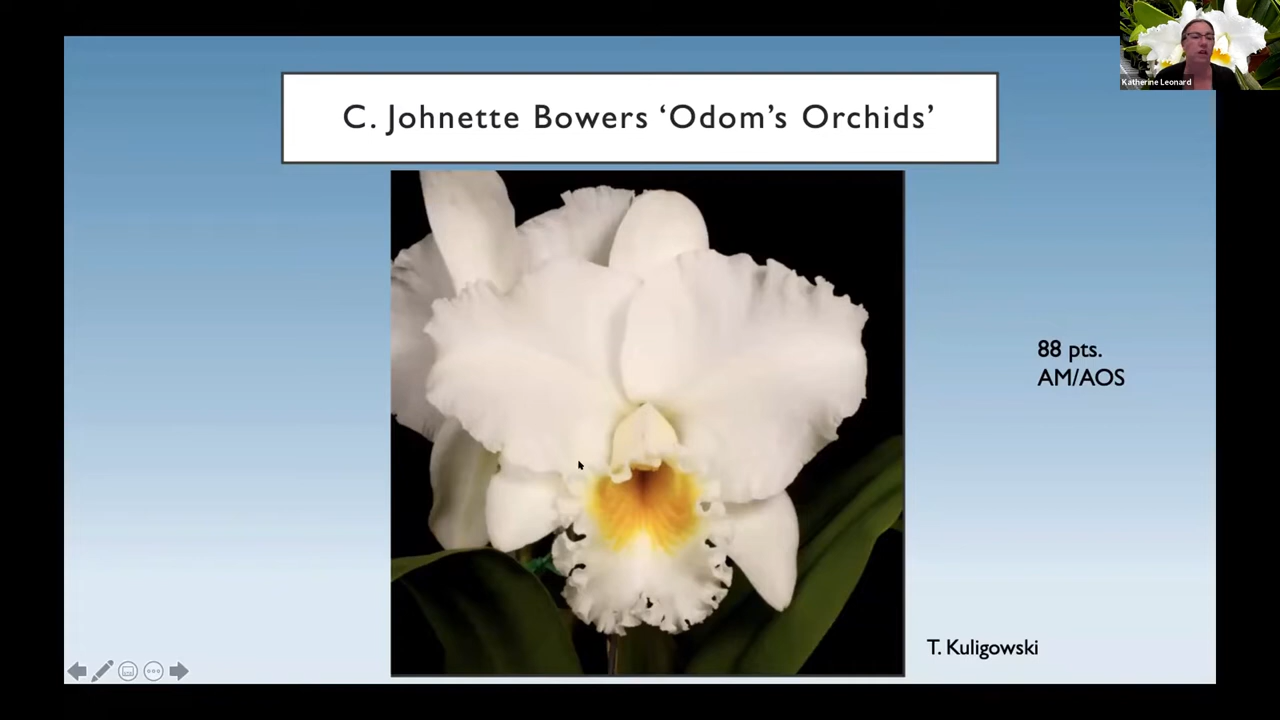 Katherine Leonard
C. Johnette Bowers ‘Odom’s Orchids’
88 pts.
AM/AOS
T. Kuligowski